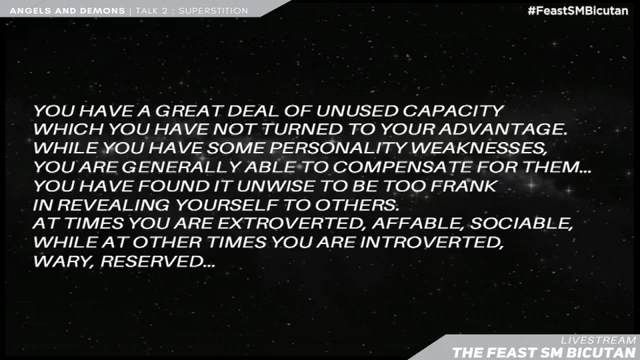 ANGELS AND DEMONS | TALK 2 : SUPERSTITION
#FeastSMBicutan
YOU HAVE A GREAT DEAL OF UNUSED CAPACITY
WHICH YOU HAVE NOT TURNED TO YOUR ADVANTAGE.
WHILE YOU HAVE SOME PERSONALITY WEAKNESSES,
YOU ARE GENERALLY ABLE TO COMPENSATE FOR THEM...
YOU HAVE FOUND IT UNWISE TO BE TOO FRANK
IN REVEALING YOURSELF TO OTHERS.
AT TIMES YOU ARE EXTROVERTED, AFFABLE, SOCIABLE,
WHILE AT OTHER TIMES YOU ARE INTROVERTED,
WARY, RESERVED...
LIVESTREAM
THE FEAST SM BICUTAN